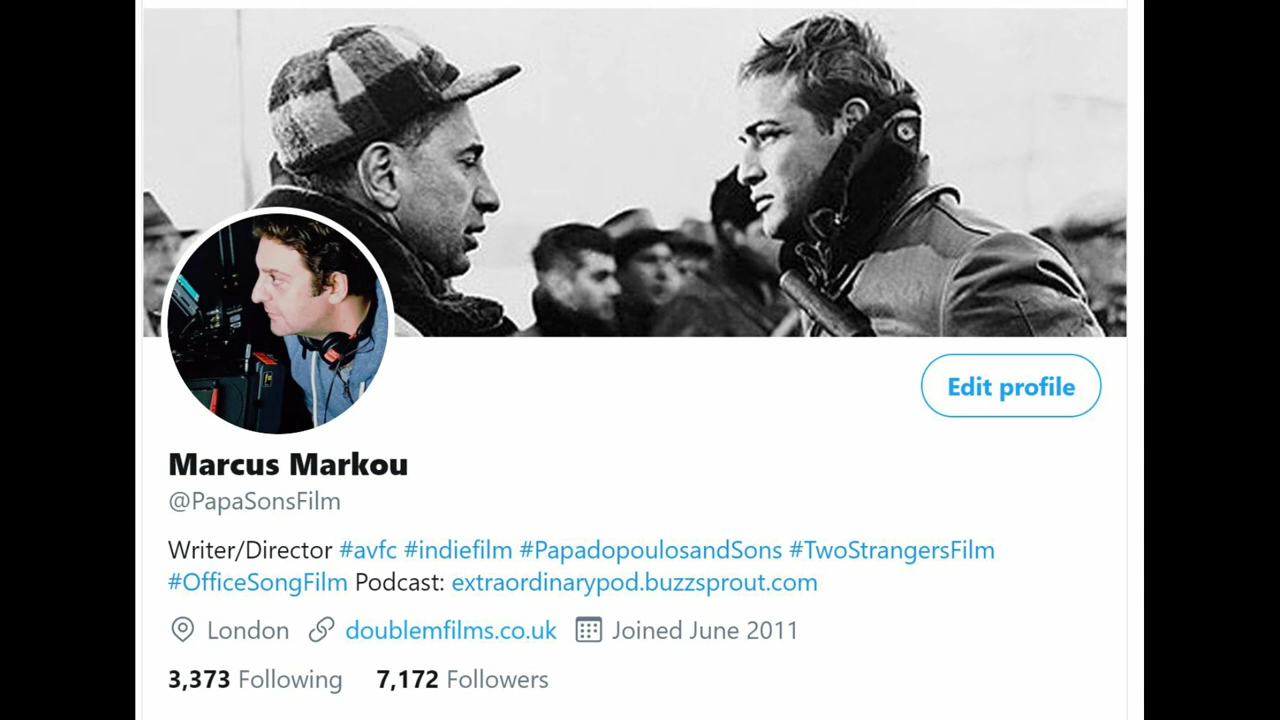 Edit profile
Marcus Markou
@PapaSonsFilm
Writer/Director #avfc #indiefilm #PapadopoulosandSons #TwoStrangersFilm
#OfficeSongFilm Podcast: extraordinarypod.buzzsprout.com
London doublemfilms.co.uk Joined June 2011
3,373 Following 7,172 Followers